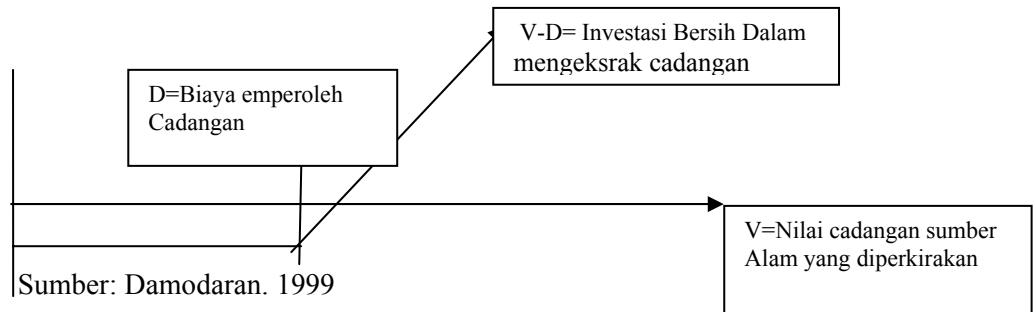 V-D= Investasi Bersih Dalam
mengeksrak cadangan
D=Biaya emperoleh
Cadangan
V=Nilai cadangan sumber
Alam yang diperkirakan
Sumber: Damodaran. 1999